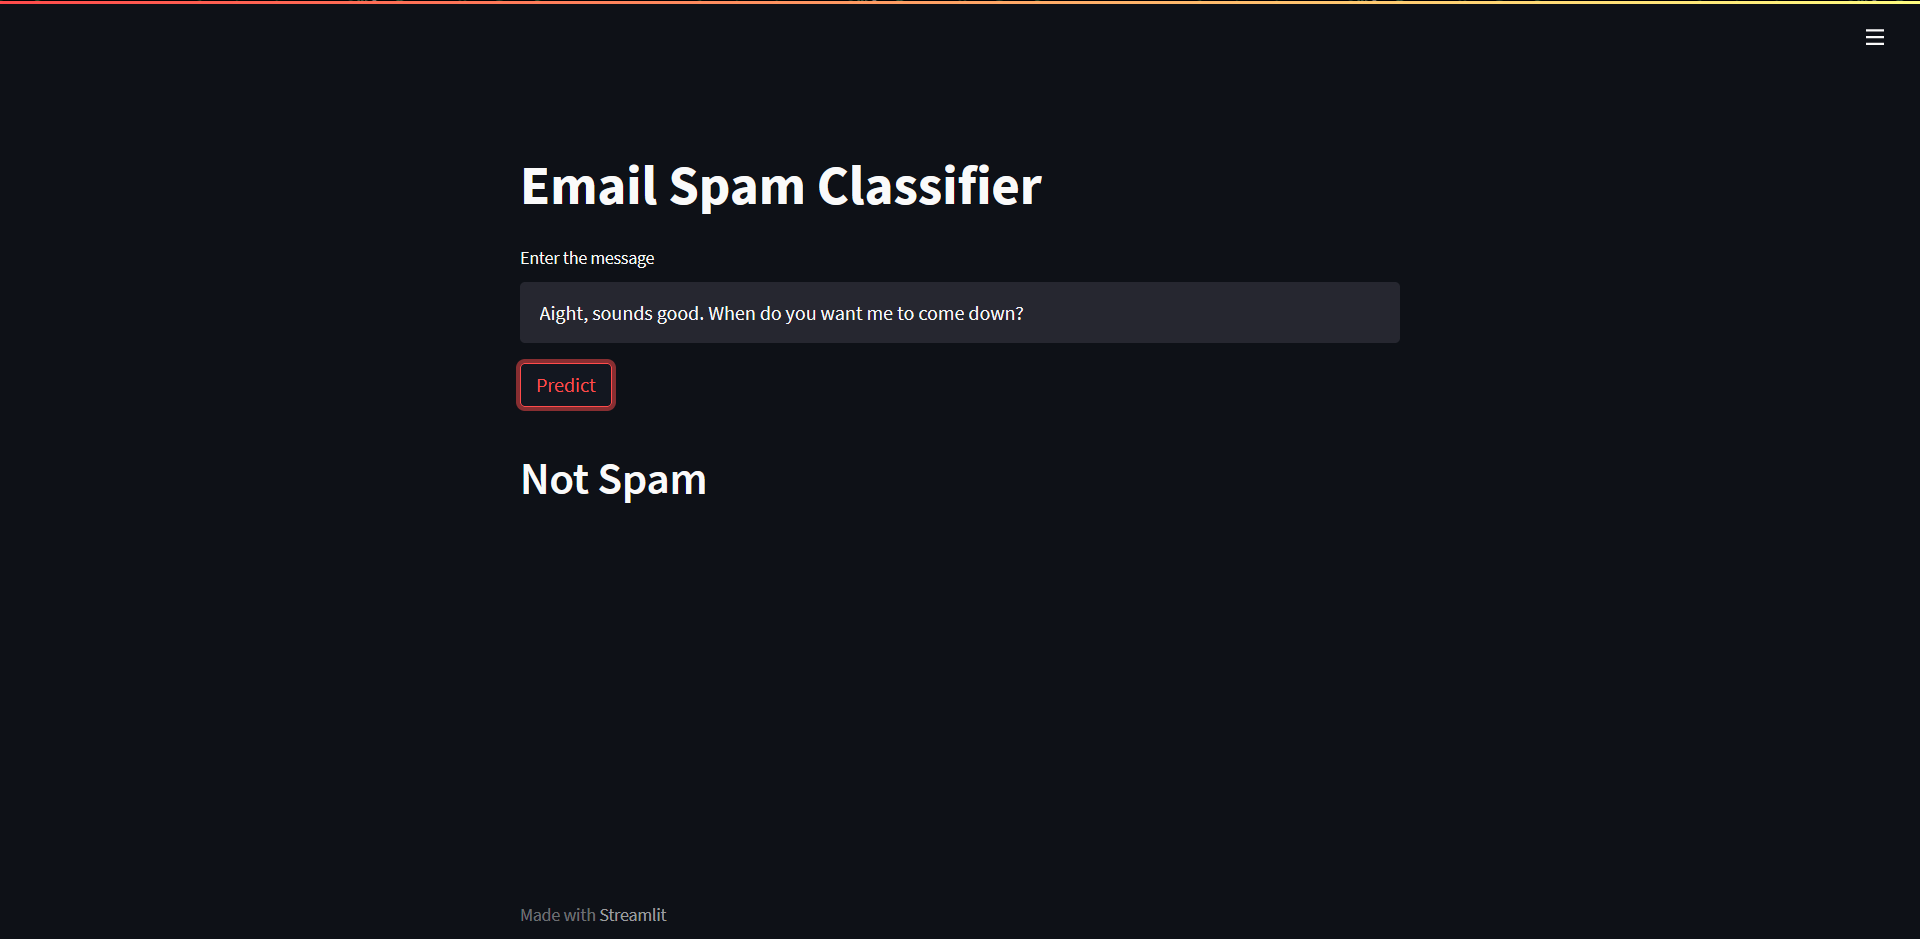 Email Spam Classifier
Enter the message
Aight, sounds good. When do you want me to come down?
Predict
Not Spam
Made with Streamlit